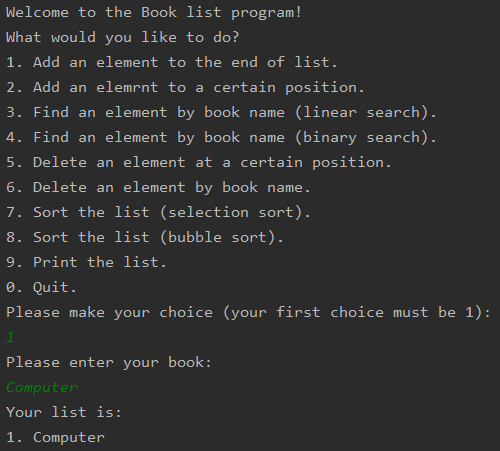 Welcome to the Book list program!
What would you like to do?
1. Add an element to the end of list.
2. Add an elemrnt to a certain position.
3. Find an element by book name (linear search).
4. Find an element by book name (binary search).
5. Delete an element at a certain position.
6. Delete an element by book name.
7. Sort the list (selection sort).
8. Sort the list (bubble sort).
9. Print the list.
0. Quit.
Please make your choice (your first choice must be 1):
1
Please enter your book:
Computer
Your list is:
1. Computer